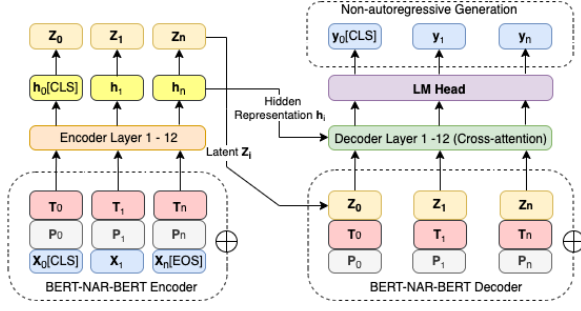 Non-autoregressive Generation
Z0 Z1 Zn
y0[CLS] y1 yn
h0[CLS] h1 hn
LM Head
Hidden
Representation hi
Encoder Layer 1 - 12
Decoder Layer 1 -12 (Cross-attention)
Latent Zi
T0 T1 Tn
Z0 Z1 Zn
P0 P1 Pn
T0 T1 Tn
X0[CLS] X1 Xn[EOS]
P0 P1 Pn
BERT-NAR-BERT Encoder
BERT-NAR-BERT Decoder